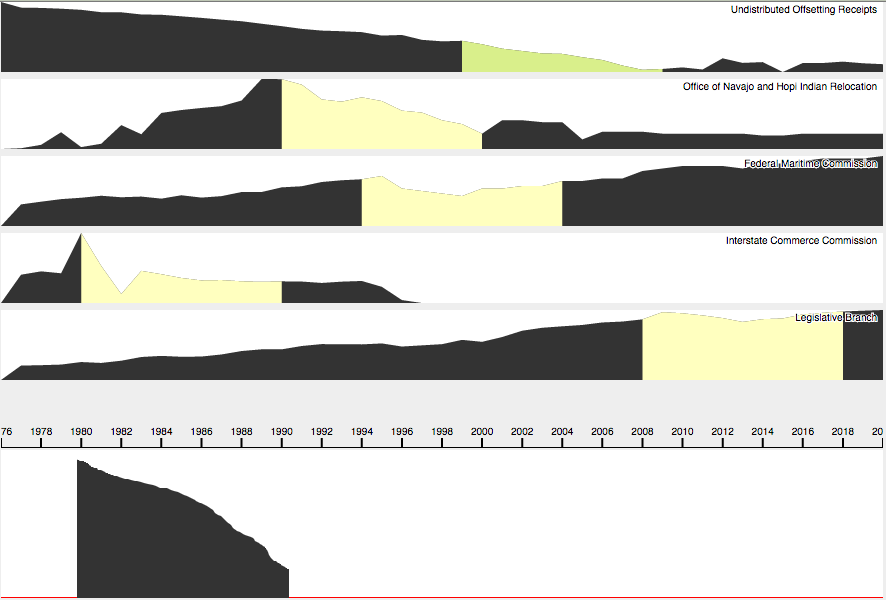 Undistributed Offsetting Receipts
Office of Navajo and Hopi Indian Relocation
Federal Maritime Commission
Interstate Commerce Commission
Legislative Branch
76 1978 1980 1982 1984 1986 1988 1990 1992 1994 1996 1998 2000 2002 2004 2006 2008 2010 2012 2014 2016 2018 20